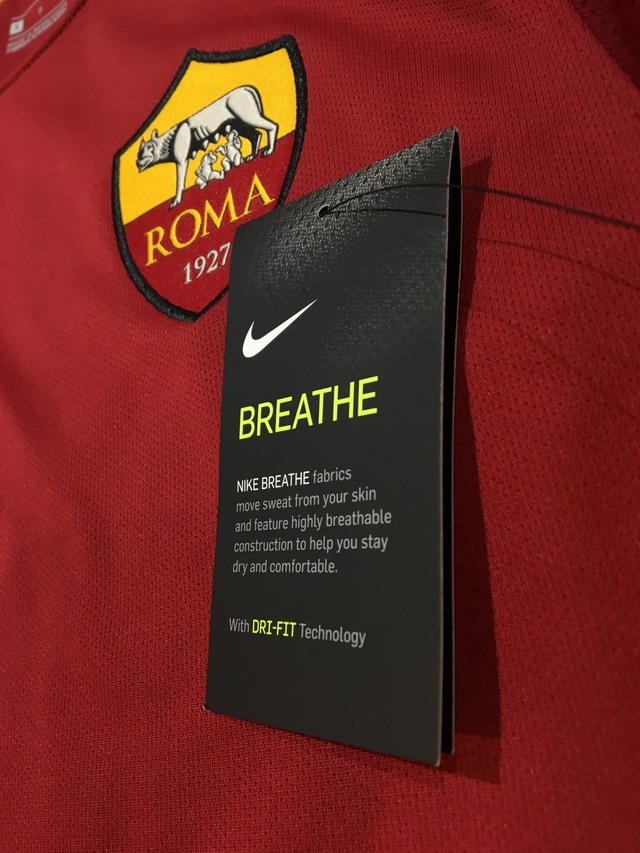 ROMA
1927
BREATHE
NIKE BREATHE fabrics
move sweat from your skin
and feature highly breathable
construction to help you stay
dry and comfortable.
With DRI-FIT Technology